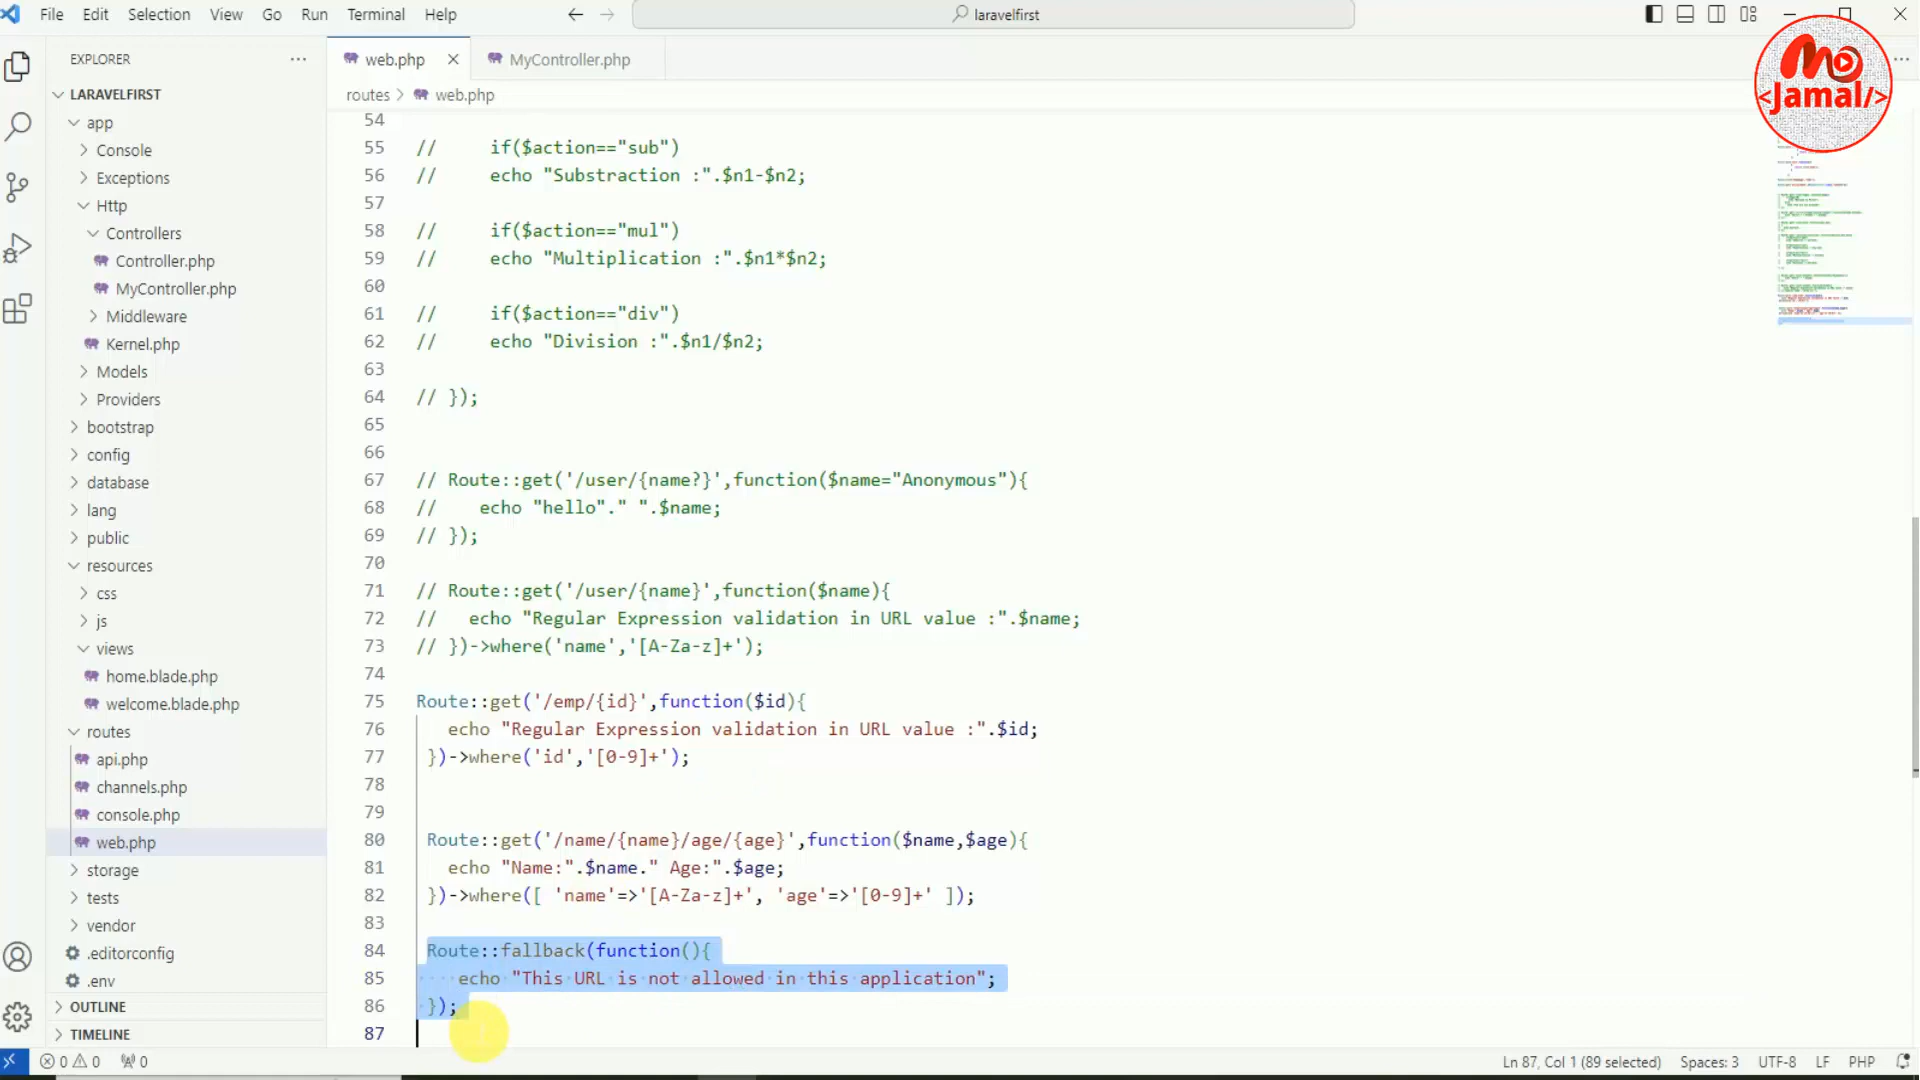 File Edit Selection View Go Run Terminal Help
laravelfirst
Mo
<Jamal/>
EXPLORER
web.php
MyController.php
routes > web.php
LARAVELFIRST
app
Console
Exceptions
Http
Controllers
Controller.php
MyController.php
Middleware
Kernel.php
Models
Providers
bootstrap
config
database
lang
public
resources
css
js
views
home.blade.php
welcome.blade.php
routes
api.php
channels.php
console.php
web.php
storage
tests
vendor
.editorconfig
.env
OUTLINE
TIMELINE
54
55 //     if($action=="sub")
56 //     echo "Substraction :".$n1-$n2;
57
58 //     if($action=="mul")
59 //     echo "Multiplication :".$n1*$n2;
60
61 //     if($action=="div")
62 //     echo "Division :".$n1/$n2;
63
64 // });
65
66
67 // Route::get('/user/{name?}',function($name="Anonymous"){
68 //    echo "hello"." ".$name;
69 // });
70
71 // Route::get('/user/{name}',function($name){
72 //   echo "Regular Expression validation in URL value :".$name;
73 // })->where('name','[A-Za-z]+');
74
75 Route::get('/emp/{id}',function($id){
76    echo "Regular Expression validation in URL value :".$id;
77  })->where('id','[0-9]+');
78
79
80  Route::get('/name/{name}/age/{age}',function($name,$age){
81    echo "Name:".$name." Age:".$age;
82  })->where([ 'name'=>'[A-Za-z]+', 'age'=>'[0-9]+' ]);
83
84  Route::fallback(function(){
85     echo "This URL is not allowed in this application";
86  });
87
0 0 0
Ln 87, Col 1 (89 selected) Spaces: 3 UTF-8 LF PHP